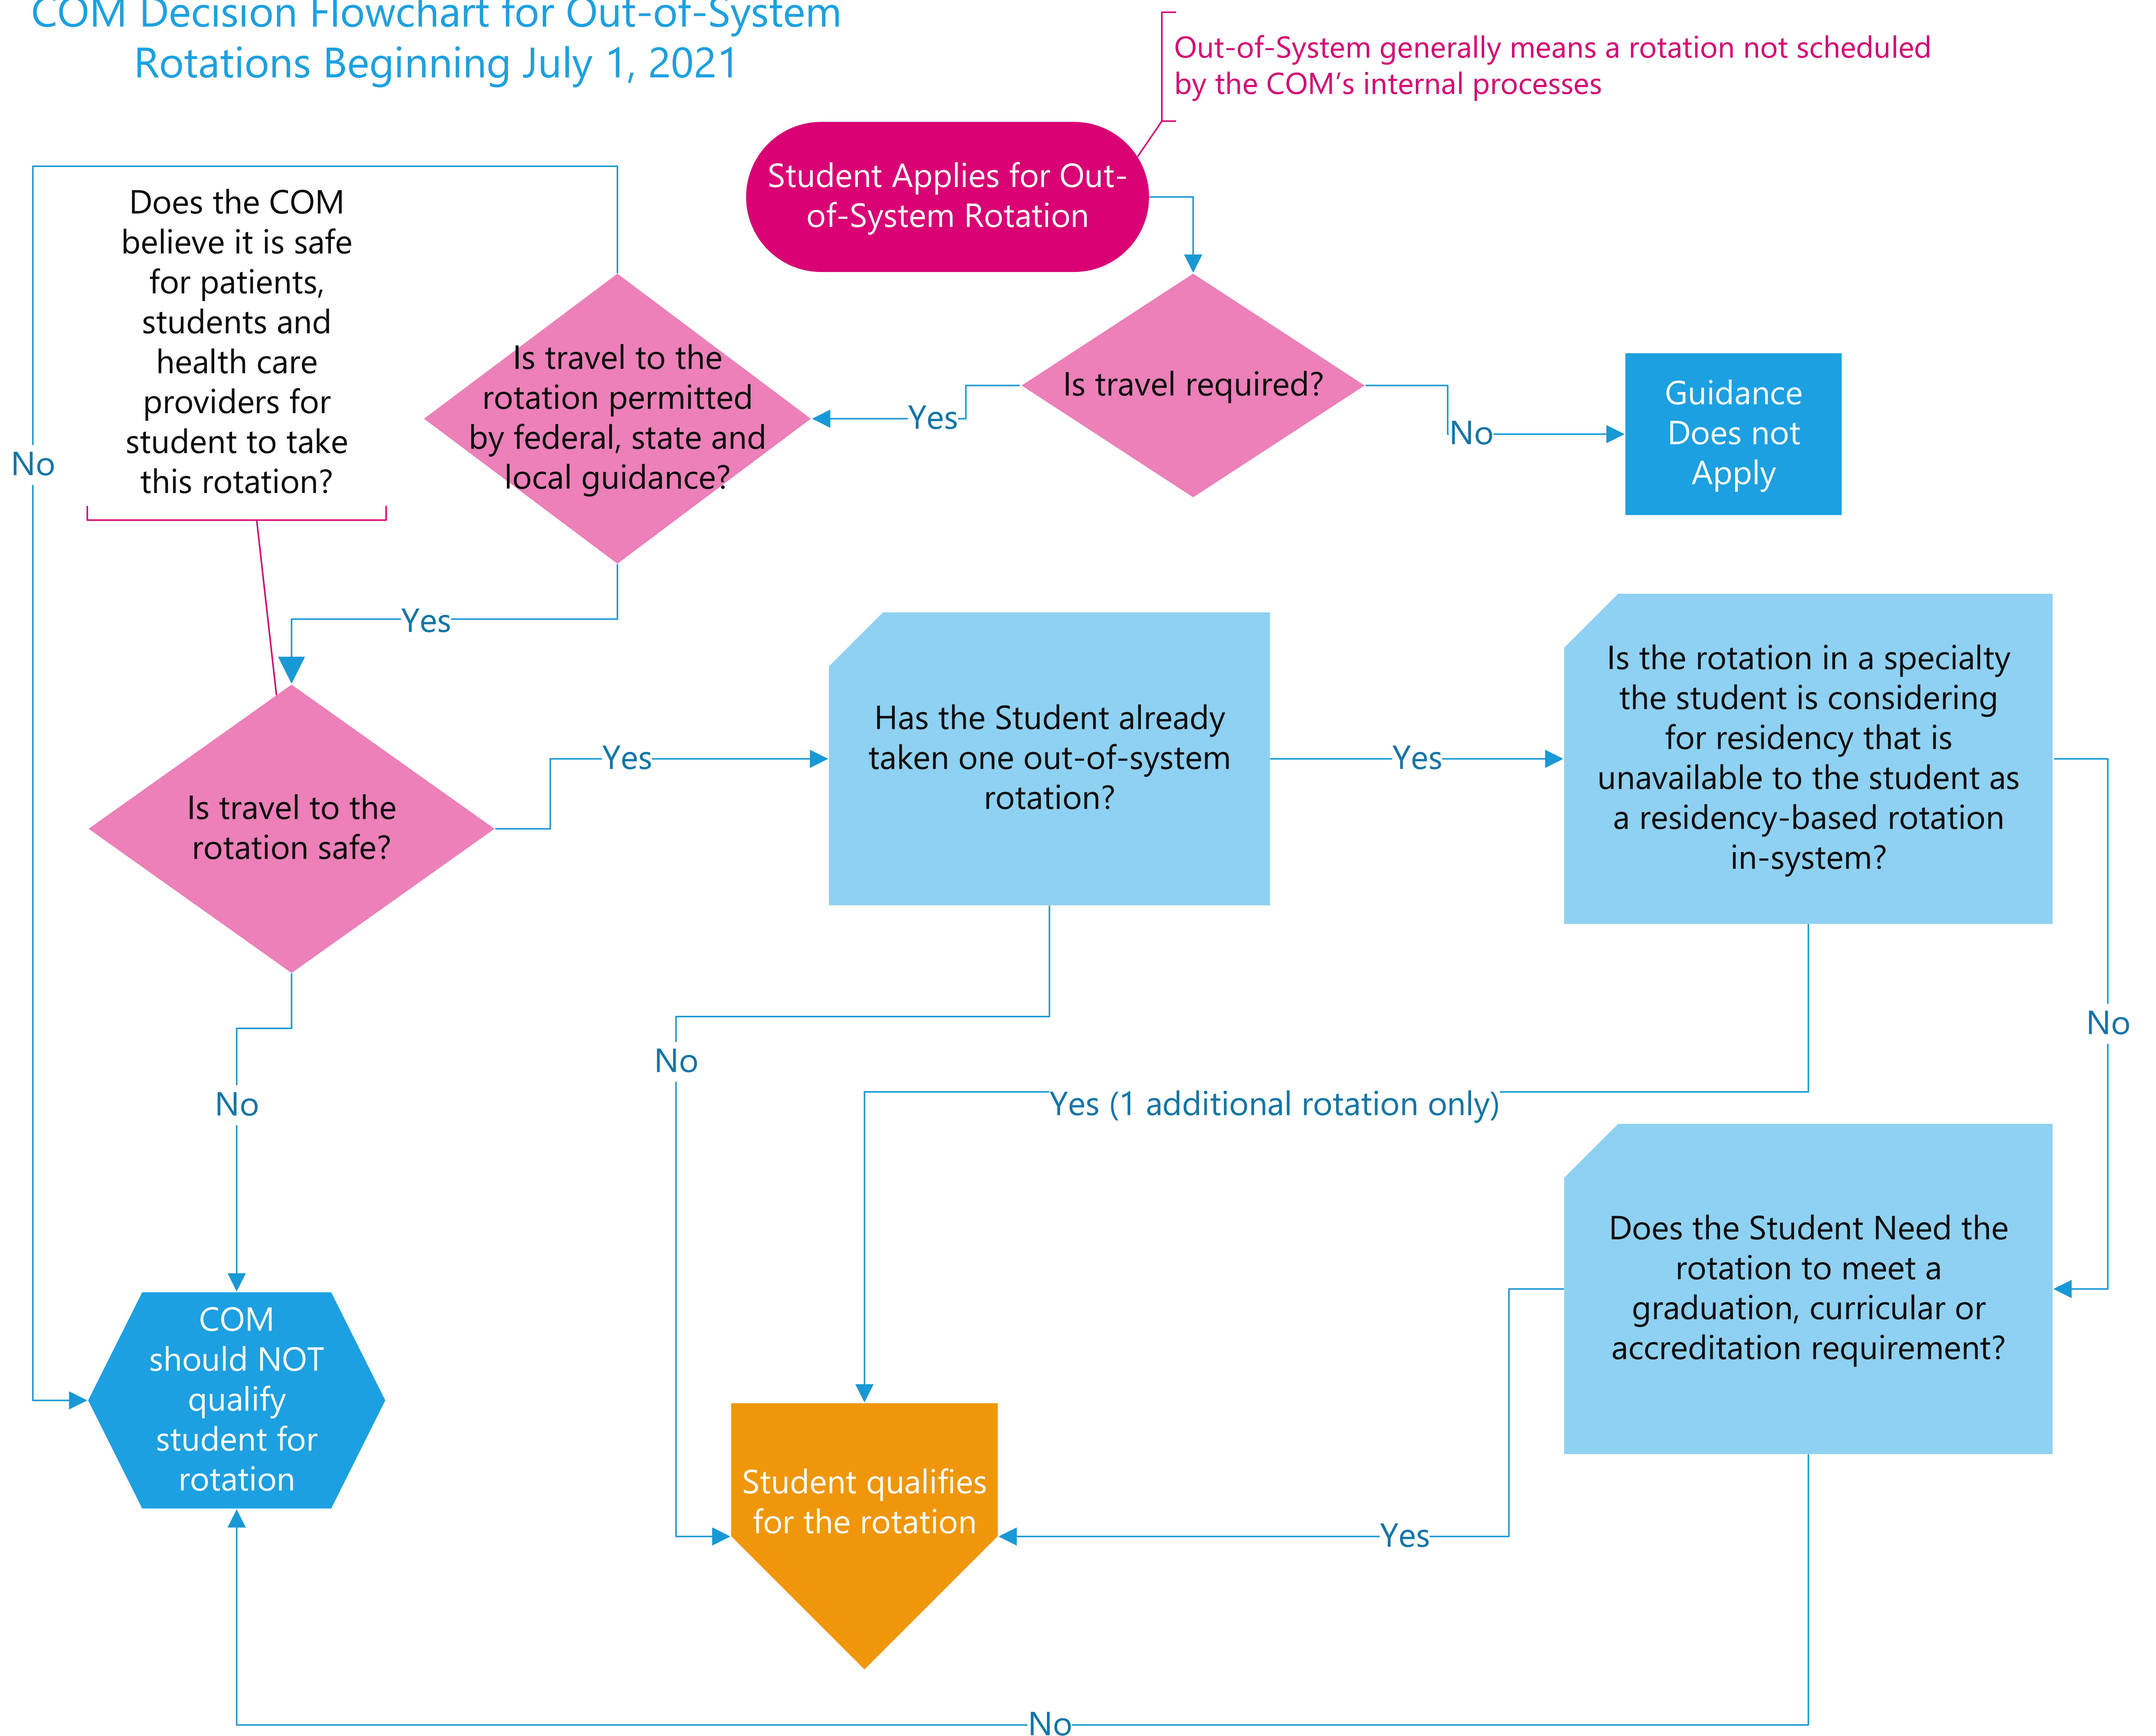 COM Decision Flowchart for Out-of-System
Rotations Beginning July 1, 2021
Out-of-System generally means a rotation not scheduled
by the COM's internal processes
Student Applies for Out-
of-System Rotation
Does the COM
believe it is safe
for patients,
students and
health care
providers for
student to take
this rotation?
Is travel to the
rotation permitted
by federal, state and
local guidance?
Yes
Is travel required?
No
Guidance
Does not
Apply
No
Yes
Is travel to the
rotation safe?
Yes
Has the Student already
taken one out-of-system
rotation?
Yes
Is the rotation in a specialty
the student is considering
for residency that is
unavailable to the student as
a residency-based rotation
in-system?
No
No
No
Yes (1 additional rotation only)
Does the Student Need the
rotation to meet a
graduation, curricular or
accreditation requirement?
COM
should NOT
qualify
student for
rotation
Student qualifies
for the rotation
Yes
No